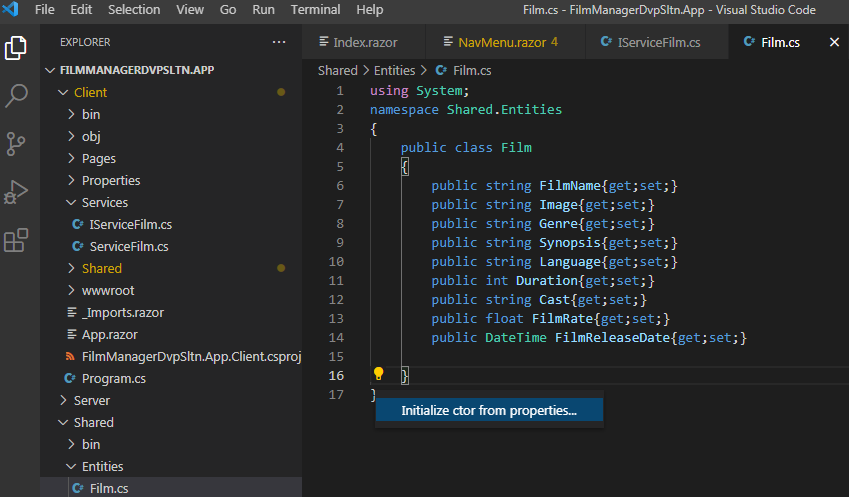 File Edit Selection View Go Run Terminal Help Film.cs - FilmManagerDvpSltn.App - Visual Studio Code
EXPLORER ...
Index.razor NavMenu.razor 4 IServiceFilm.cs Film.cs
FILMMANAGERDVPSLTN.APP
Client
bin
obj
Pages
Properties
Services
IServiceFilm.cs
ServiceFilm.cs
Shared
wwwroot
_Imports.razor
App.razor
FilmManagerDvpSltn.App.Client.csproj
Program.cs
Server
Shared
bin
Entities
Film.cs
Shared > Entities > Film.cs
1 using System;
2 namespace Shared.Entities
3 {
4 public class Film
5 {
6 public string FilmName{get;set;}
7 public string Image{get;set;}
8 public string Genre{get;set;}
9 public string Synopsis{get;set;}
10 public string Language{get;set;}
11 public int Duration{get;set;}
12 public string Cast{get;set;}
13 public float FilmRate{get;set;}
14 public DateTime FilmReleaseDate{get;set;}
15
16 }
17 }
Initialize ctor from properties...